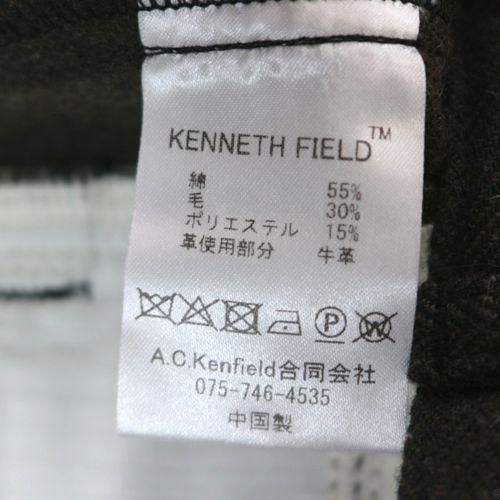 KENNETH FIELD™
綿 55%
毛 30%
ポリエステル 15%
革使用部分 牛革
P W
A.C.Kenfield合同会社
075-746-4535
中国製